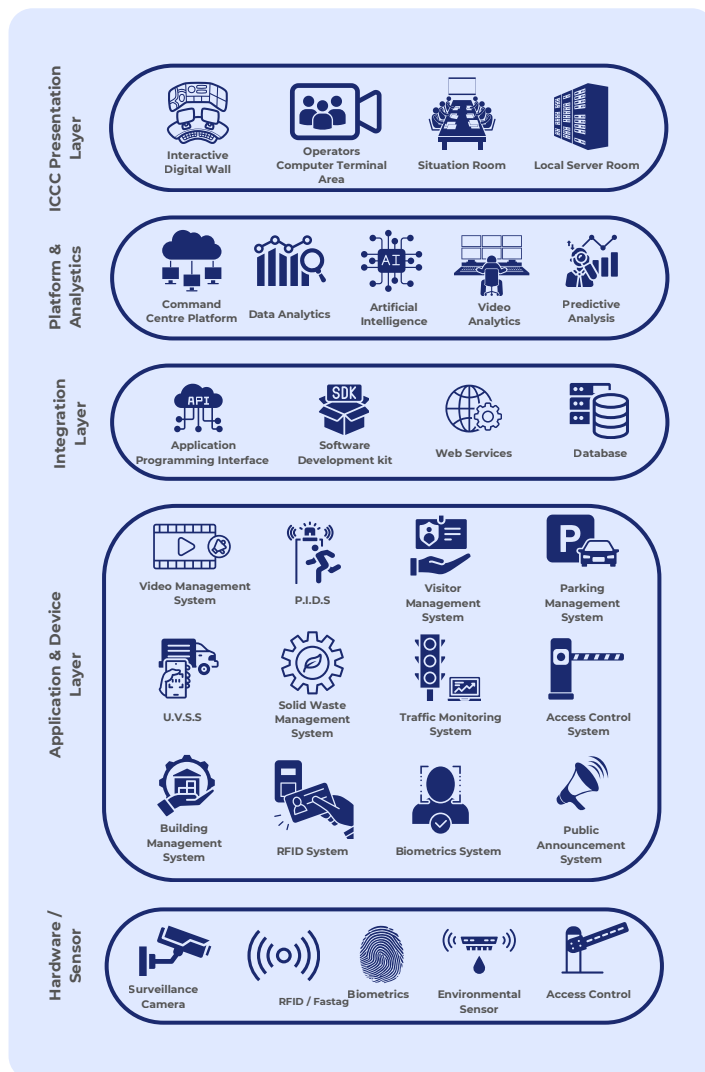 ICCC Presentation
Layer
Interactive
Digital Wall
Operators
Computer Terminal
Area
Situation Room
Local Server Room
Platform &
Analystics
Command
Centre Platform
Data Analytics
AI
Artificial
Intelligence
Video
Analytics
Predictive
Analysis
Integration
Layer
API
Application
Programming Interface
SDK
Software
Development kit
Web Services
Database
Application & Device
Layer
Video Management
System
P.I.D.S
Visitor
Management
System
P
Parking
Management
System
U.V.S.S
Solid Waste
Management
System
Traffic Monitoring
System
Access Control
System
Building
Management
System
RFID System
Biometrics System
Public
Announcement
System
Hardware /
Sensor
Surveillance
Camera
RFID / Fastag
Biometrics
Environmental
Sensor
Access Control